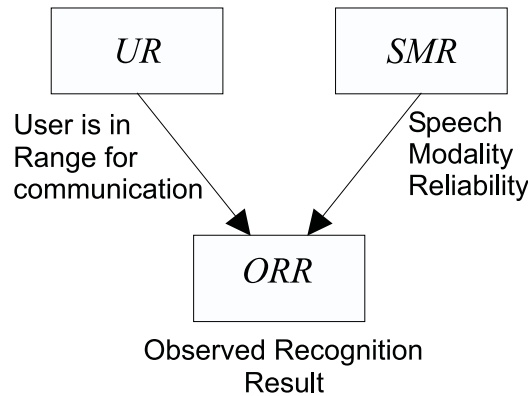 UR
SMR
User is in
Range for
communication
Speech
Modality
Reliability
ORR
Observed Recognition
Result